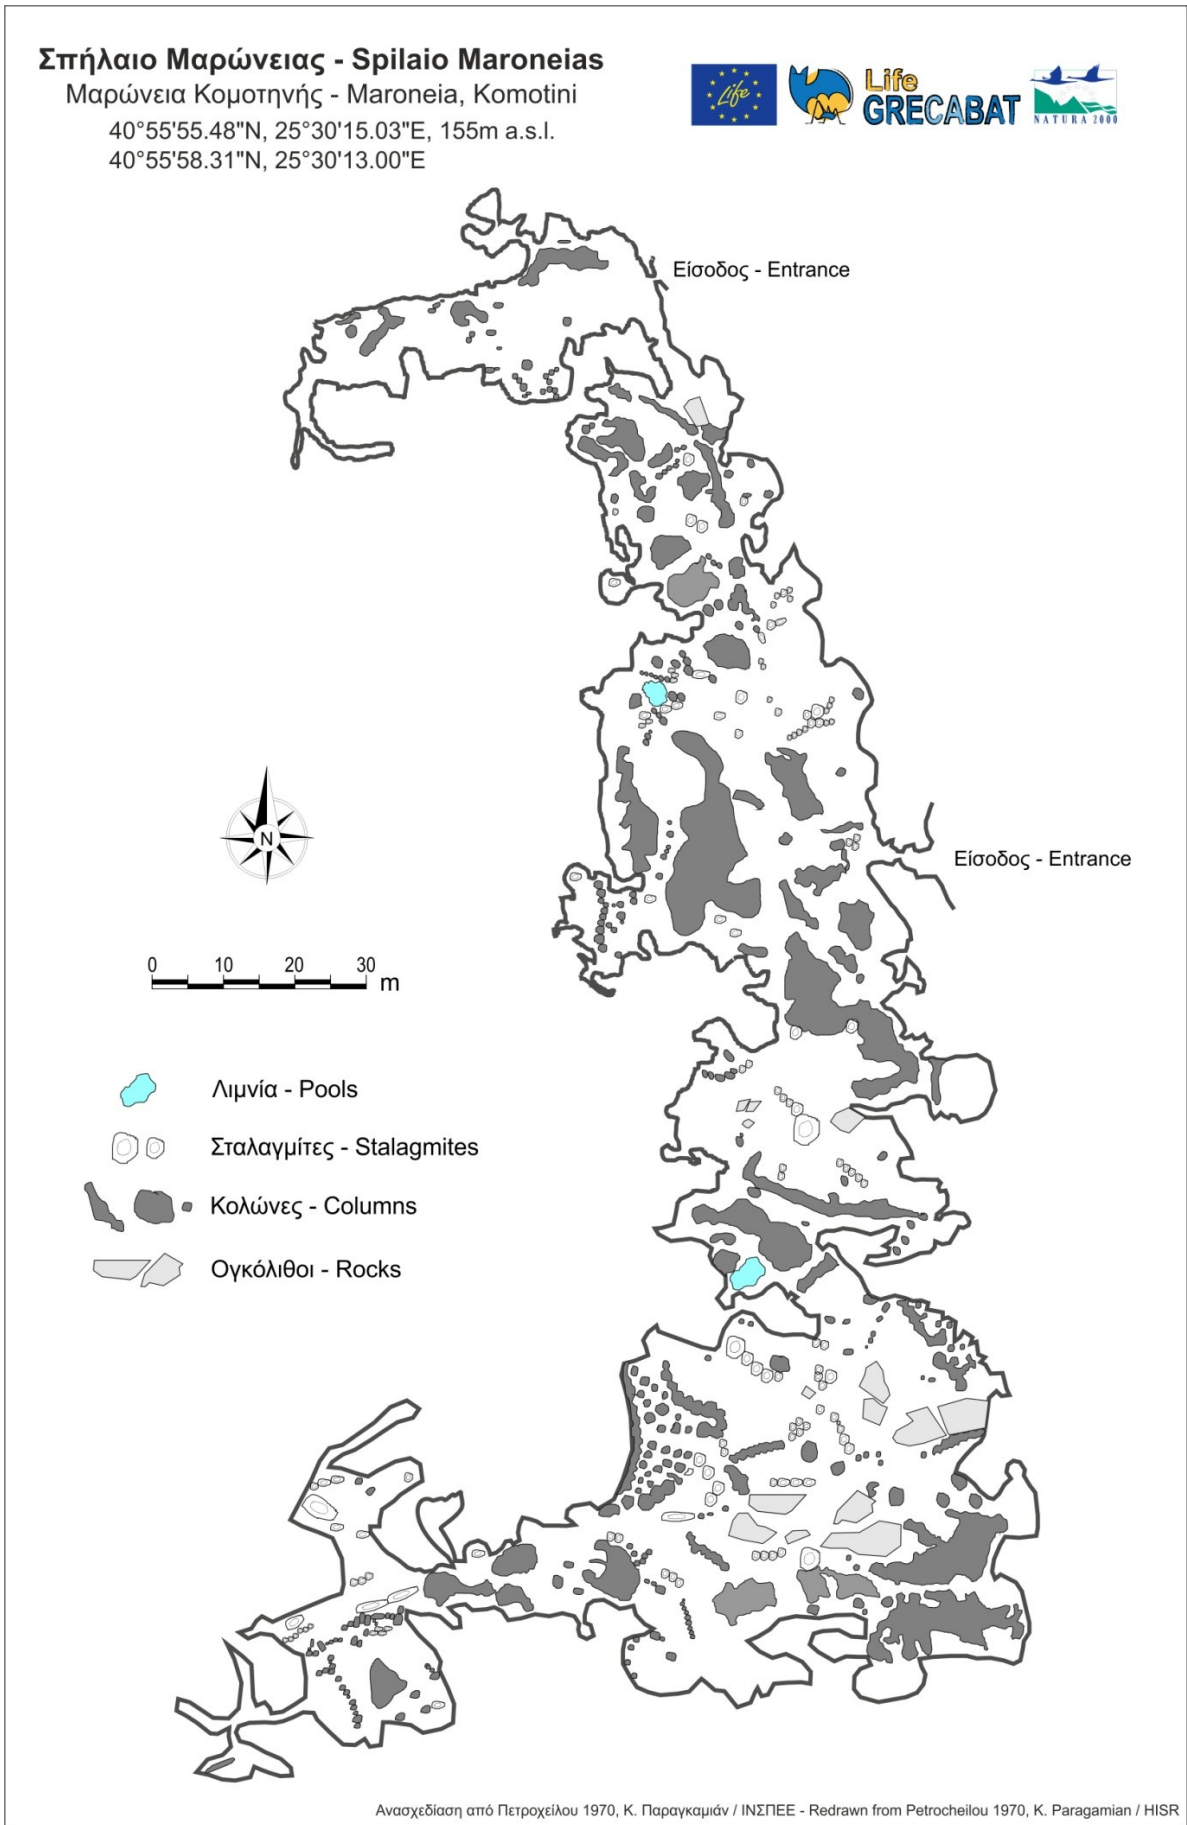 Σπήλαιο Μαρώνειας - Spilaio Maroneias
Μαρώνεια Κομοτηνής - Maroneia, Komotini
40°55'55.48"N, 25°30'15.03"E, 155m a.s.l.
40°55'58.31"N, 25°30'13.00"E
Life
Life
GRECABAT
NATURA 2000
Είσοδος - Entrance
Είσοδος - Entrance
N
0 10 20 30
m
Λιμνία - Pools
Σταλαγμίτες - Stalagmites
Κολώνες - Columns
Ογκόλιθοι - Rocks
Ανασχεδίαση από Πετροχείλου 1970, Κ. Παραγκαμιάν / ΙΝΣΠΕΕ - Redrawn from Petrocheilou 1970, K. Paragamian / HISR